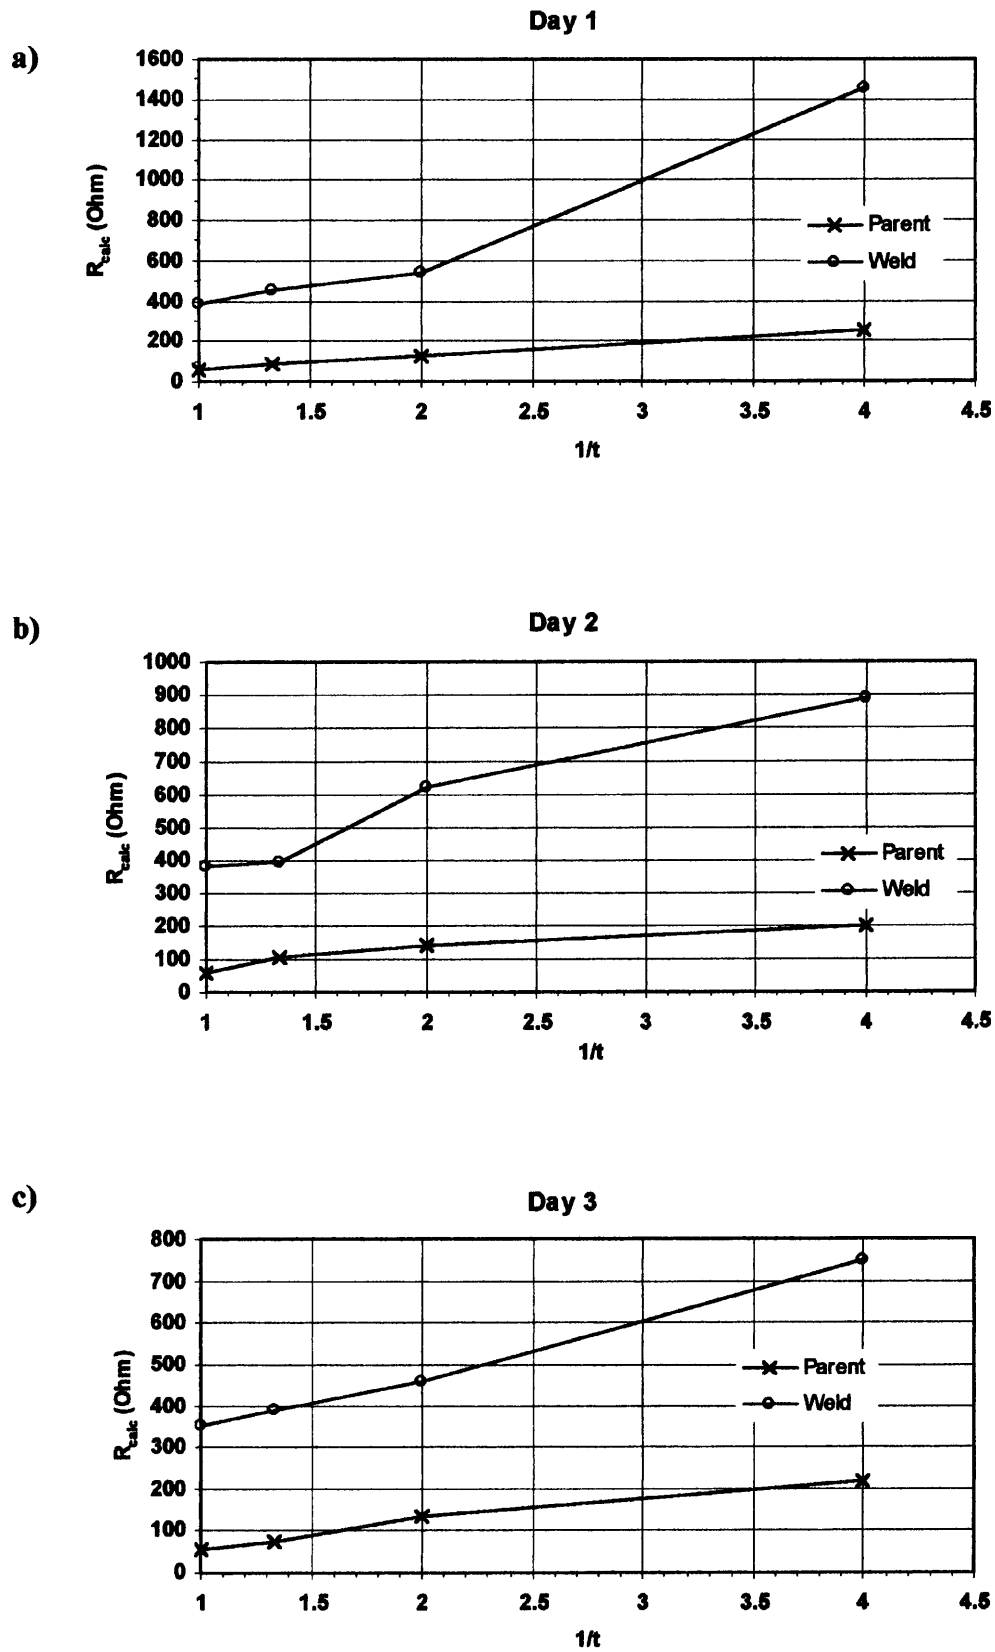 Day 1
a)
1600
1400
1200
1000
800
600
400
200
0
R_calc (Ohm)
Parent
Weld
1 1.5 2 2.5 3 3.5 4 4.5
1/t
b)
Day 2
1000
900
800
700
600
500
400
300
200
100
0
R_calc (Ohm)
Parent
Weld
1 1.5 2 2.5 3 3.5 4 4.5
1/t
c)
Day 3
800
700
600
500
400
300
200
100
0
R_calc (Ohm)
Parent
Weld
1 1.5 2 2.5 3 3.5 4 4.5
1/t